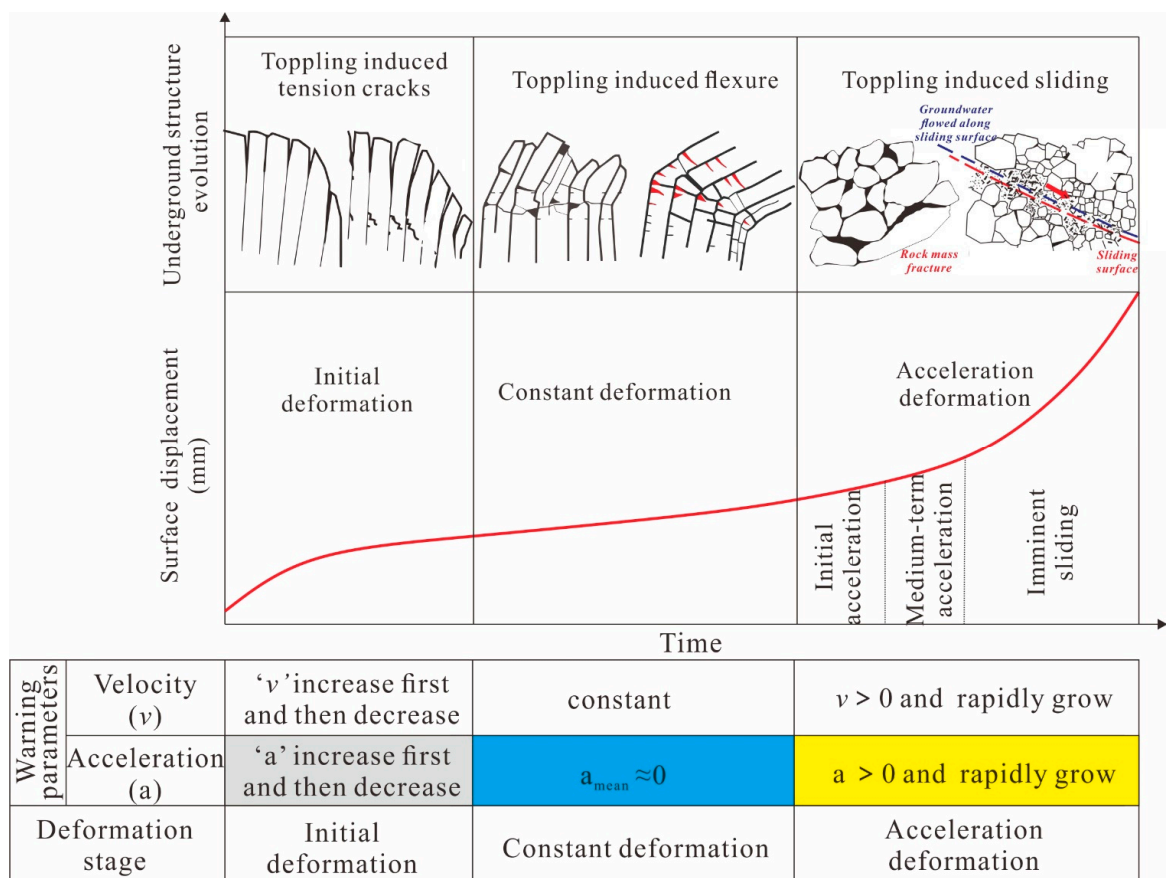 Underground structure
evolution
Toppling induced
tension cracks
Toppling induced flexure
Toppling induced sliding
Groundwater
flowed along
sliding surface
Rock mass
fracture
Sliding
surface
Surface displacement
(mm)
Initial
deformation
Constant deformation
Acceleration
deformation
Initial
acceleration
Medium-term
acceleration
Imminent
sliding
Time
Warning
parameters
Velocity
(v)
‘v’ increase first
and then decrease
constant
v > 0 and rapidly grow
Acceleration
(a)
‘a’ increase first
and then decrease
amean ≈0
a > 0 and rapidly grow
Deformation
stage
Initial
deformation
Constant deformation
Acceleration
deformation